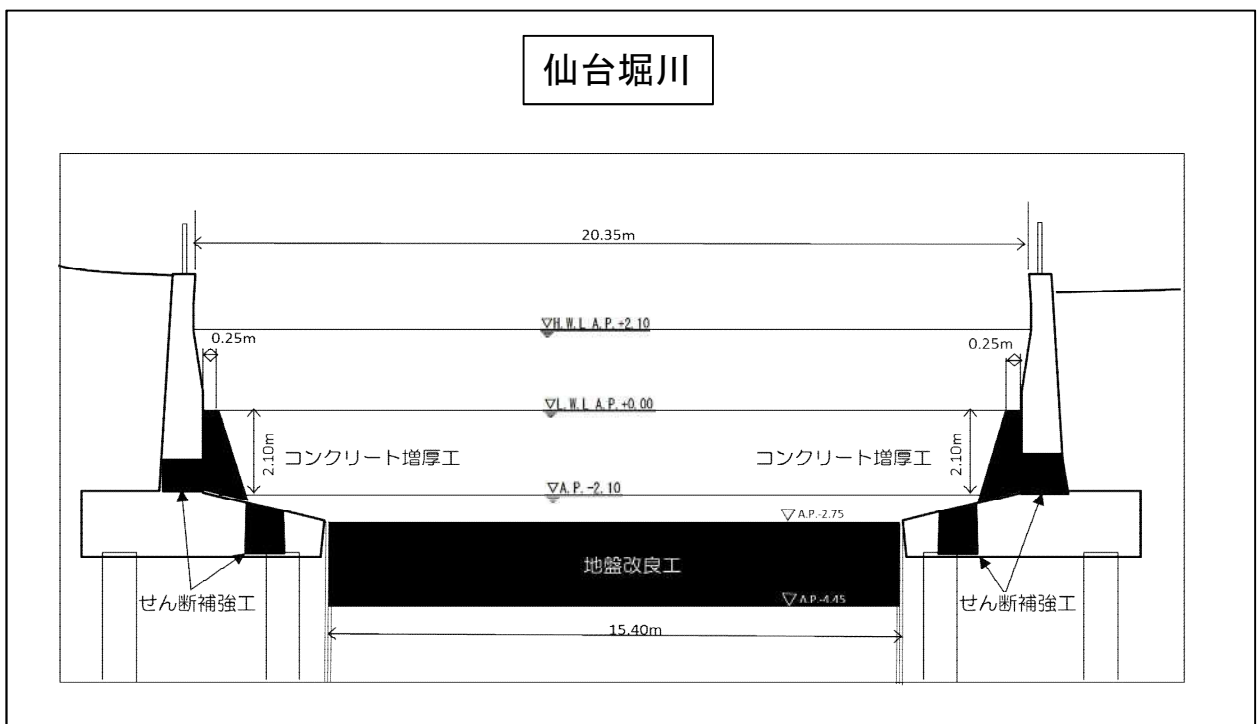 仙台堀川
20.35m
▽H.W.L A.P.+2.10
0.25m
0.25m
▽L.W.L A.P.+0.00
2.10m
コンクリート増厚工
コンクリート増厚工
2.10m
▽A.P.-2.10
▽A.P.-2.75
地盤改良工
せん断補強工
▽A.P.-4.45
せん断補強工
15.40m